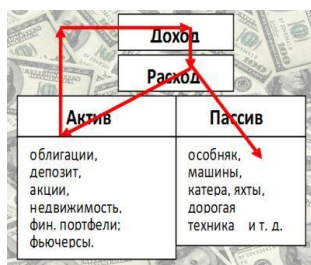 Доход
Расход
Актив
Пассив
облигации,
депозит,
акции,
недвижимость,
фин. портфели;
фьючерсы.
особняк,
машины,
катера, яхты,
дорогая
техника и т. д.